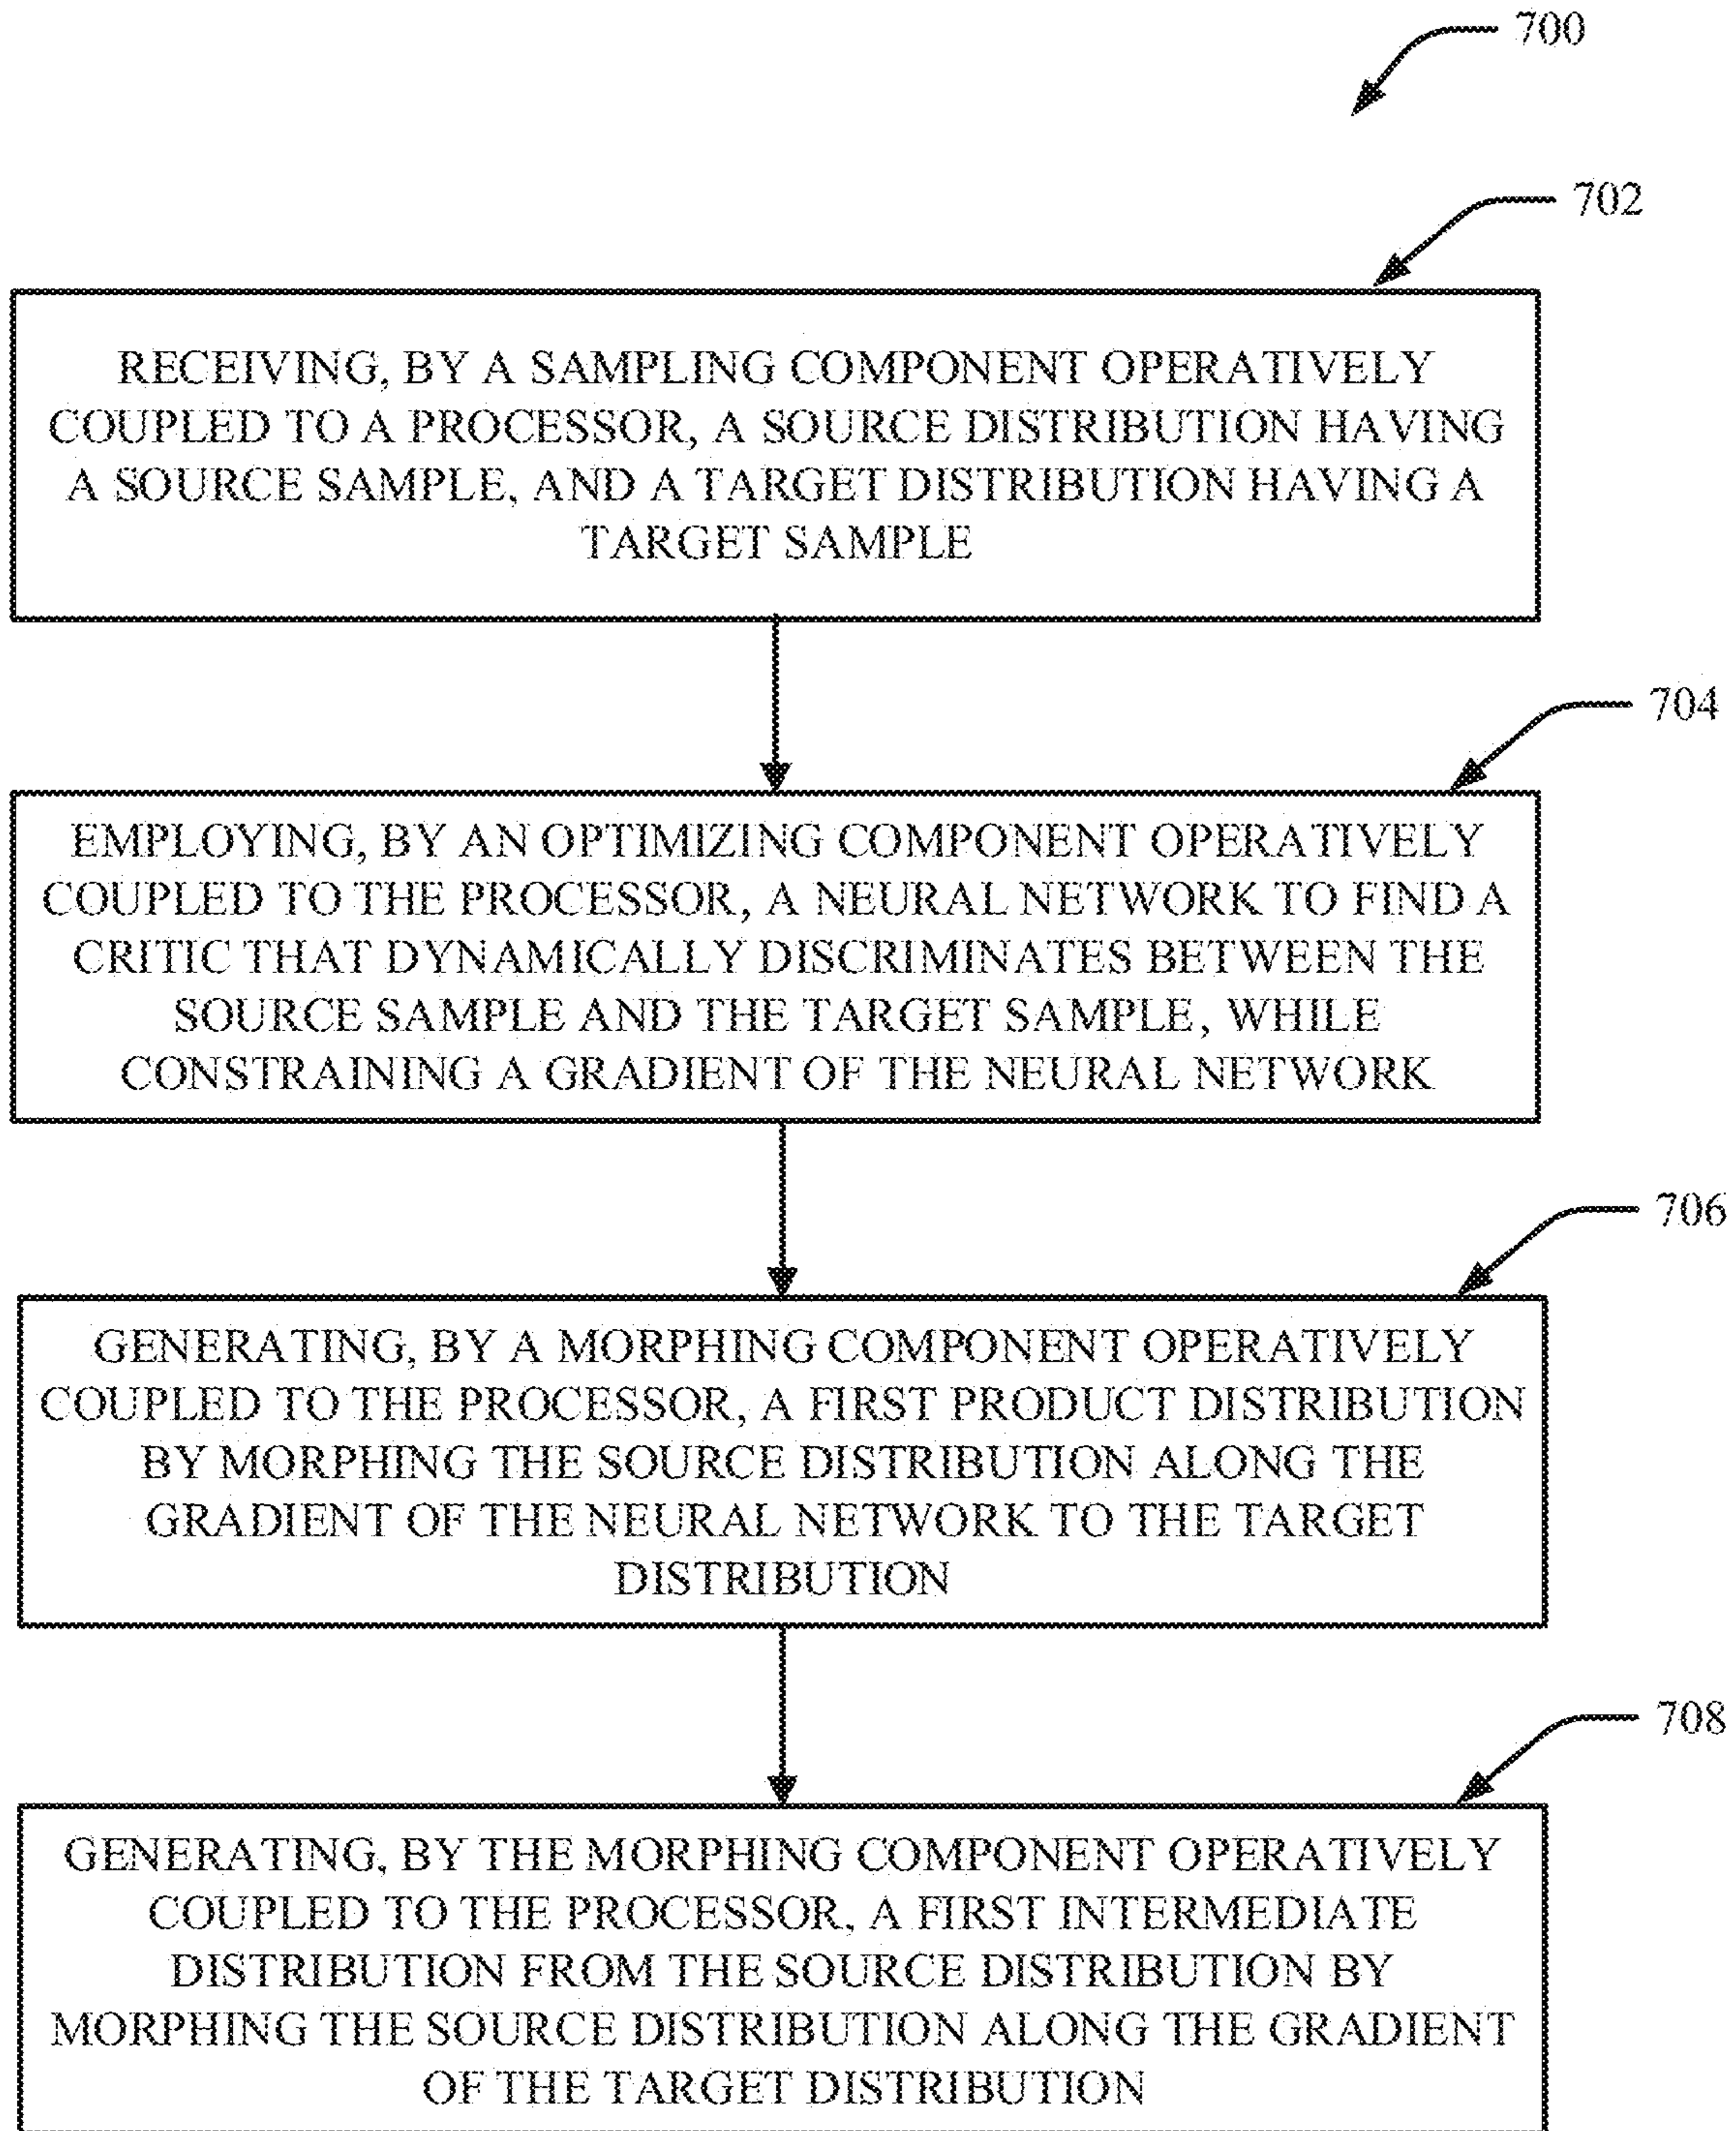 700
702
RECEIVING, BY A SAMPLING COMPONENT OPERATIVELY
COUPLED TO A PROCESSOR, A SOURCE DISTRIBUTION HAVING
A SOURCE SAMPLE, AND A TARGET DISTRIBUTION HAVING A
TARGET SAMPLE
704
EMPLOYING, BY AN OPTIMIZING COMPONENT OPERATIVELY
COUPLED TO THE PROCESSOR, A NEURAL NETWORK TO FIND A
CRITIC THAT DYNAMICALLY DISCRIMINATES BETWEEN THE
SOURCE SAMPLE AND THE TARGET SAMPLE, WHILE
CONSTRAINING A GRADIENT OF THE NEURAL NETWORK
706
GENERATING, BY A MORPHING COMPONENT OPERATIVELY
COUPLED TO THE PROCESSOR, A FIRST PRODUCT DISTRIBUTION
BY MORPHING THE SOURCE DISTRIBUTION ALONG THE
GRADIENT OF THE NEURAL NETWORK TO THE TARGET
DISTRIBUTION
708
GENERATING, BY THE MORPHING COMPONENT OPERATIVELY
COUPLED TO THE PROCESSOR, A FIRST INTERMEDIATE
DISTRIBUTION FROM THE SOURCE DISTRIBUTION BY
MORPHING THE SOURCE DISTRIBUTION ALONG THE GRADIENT
OF THE TARGET DISTRIBUTION